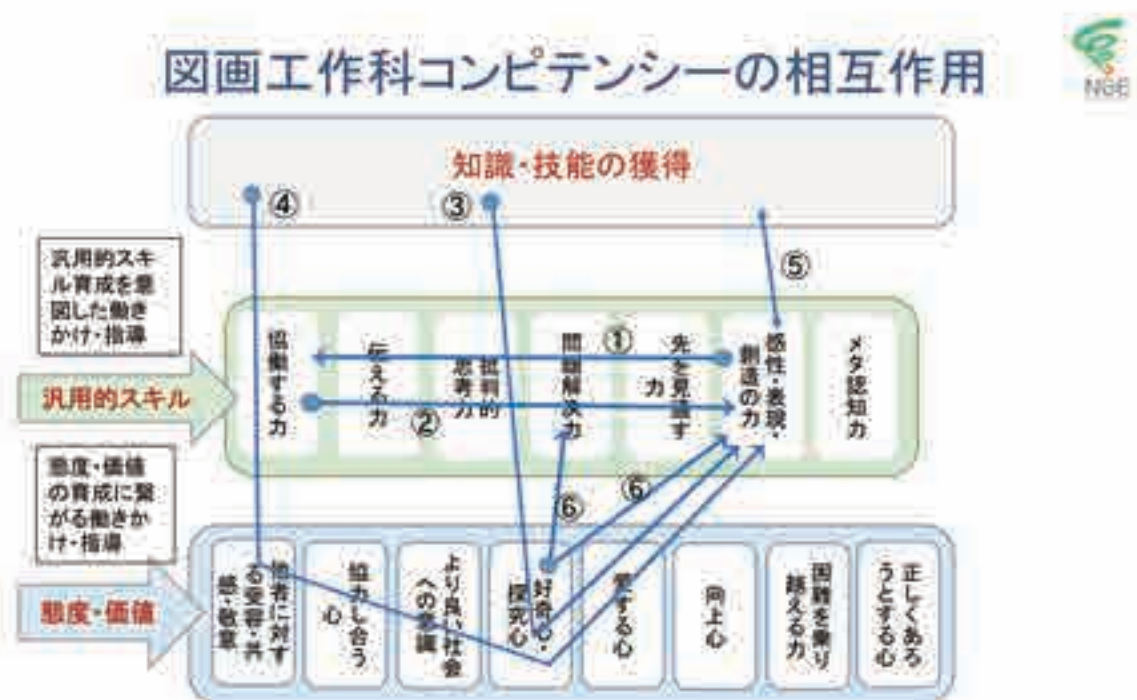 図画工作科コンピテンシーの相互作用
NGE
知識・技能の獲得
④
③
⑤
汎用的スキ
ル育成を意
図した働き
かけ・指導
汎用的スキル
協働する力
伝える力
批判的
思考力
問題解決力
先を見通す
力
感性・表現・
創造の力
メタ認知力
①
②
⑥
⑥
態度・価値
の育成に繋
がる働きか
け・指導
態度・価値
他者に対す
る受容・共
感・敬意
協力し合う
心
より良い社会
への意識
好奇心・
探究心
愛する心
向上心
困難を乗り
越える力
正しくあろ
うとする心